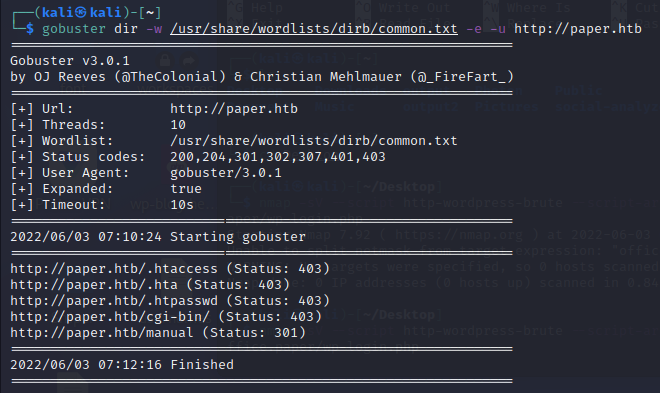 ┌──(kali㉿kali)-[~]
└─$ gobuster dir -w /usr/share/wordlists/dirb/common.txt -e -u http://paper.htb
===============================================================
Gobuster v3.0.1
by OJ Reeves (@TheColonial) & Christian Mehlmauer (@_FireFart_)
===============================================================
[+] Url:            http://paper.htb
[+] Threads:        10
[+] Wordlist:       /usr/share/wordlists/dirb/common.txt
[+] Status codes:   200,204,301,302,307,401,403
[+] User Agent:     gobuster/3.0.1
[+] Expanded:       true
[+] Timeout:        10s
===============================================================
2022/06/03 07:10:24 Starting gobuster
===============================================================
http://paper.htb/.htaccess (Status: 403)
http://paper.htb/.hta (Status: 403)
http://paper.htb/.htpasswd (Status: 403)
http://paper.htb/cgi-bin/ (Status: 403)
http://paper.htb/manual (Status: 301)
===============================================================
2022/06/03 07:12:16 Finished
===============================================================